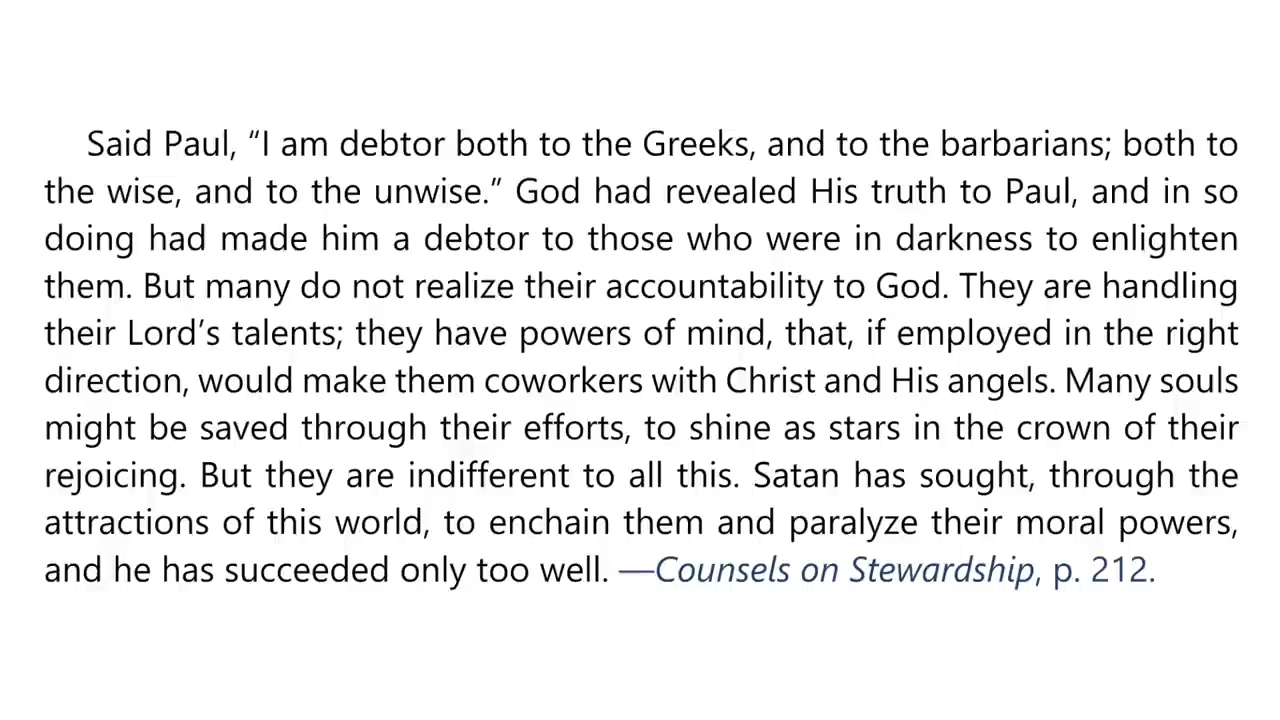 Said Paul, “I am debtor both to the Greeks, and to the barbarians; both to
the wise, and to the unwise.” God had revealed His truth to Paul, and in so
doing had made him a debtor to those who were in darkness to enlighten
them. But many do not realize their accountability to God. They are handling
their Lord’s talents; they have powers of mind, that, if employed in the right
direction, would make them coworkers with Christ and His angels. Many souls
might be saved through their efforts, to shine as stars in the crown of their
rejoicing. But they are indifferent to all this. Satan has sought, through the
attractions of this world, to enchain them and paralyze their moral powers,
and he has succeeded only too well. —Counsels on Stewardship, p. 212.